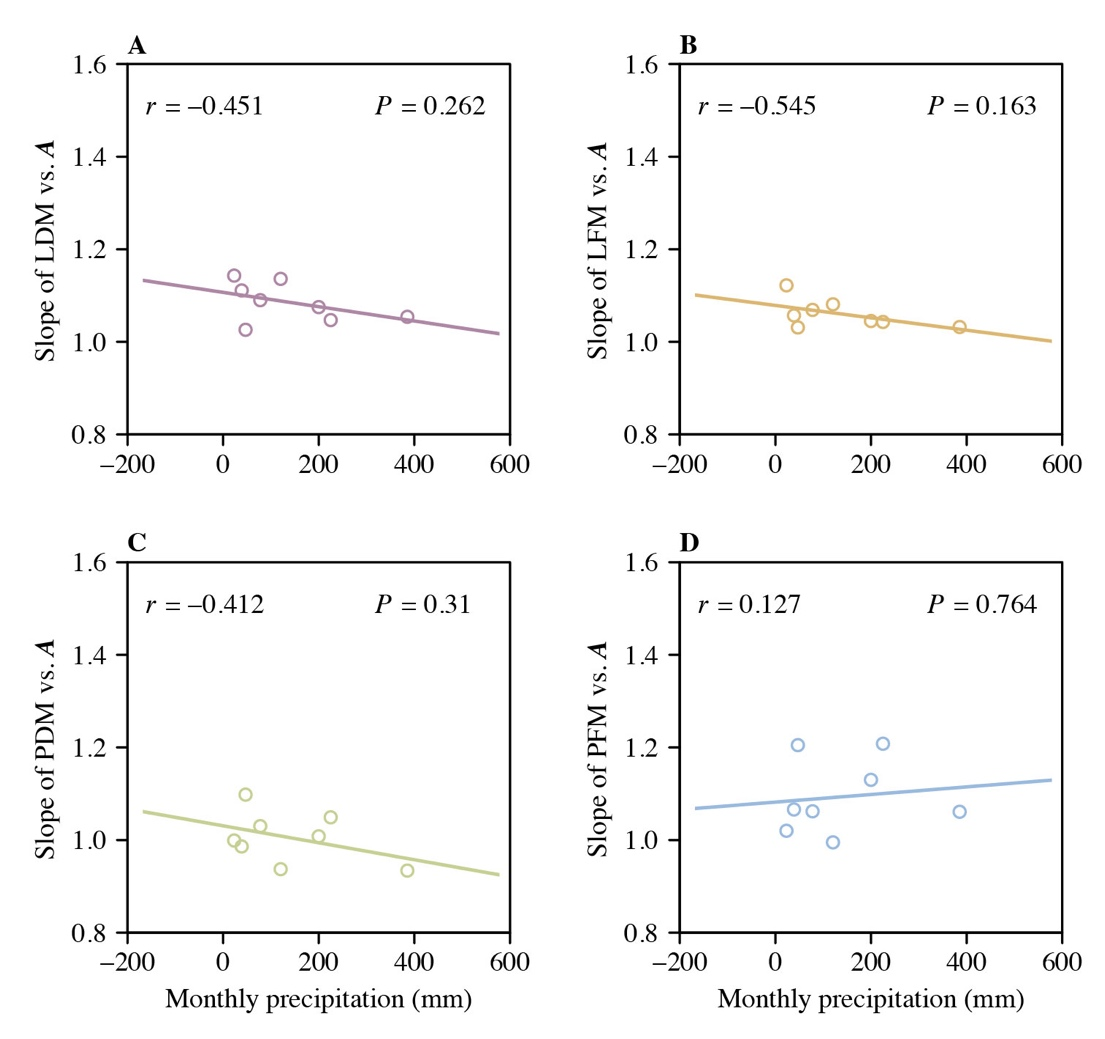 A
r = –0.451 P = 0.262
Slope of LDM vs. A
1.6
1.4
1.2
1.0
0.8
–200 0 200 400 600
B
r = –0.545 P = 0.163
Slope of LFM vs. A
1.6
1.4
1.2
1.0
0.8
–200 0 200 400 600
C
r = –0.412 P = 0.31
Slope of PDM vs. A
1.6
1.4
1.2
1.0
0.8
–200 0 200 400 600
Monthly precipitation (mm)
D
r = 0.127 P = 0.764
Slope of PFM vs. A
1.6
1.4
1.2
1.0
0.8
–200 0 200 400 600
Monthly precipitation (mm)